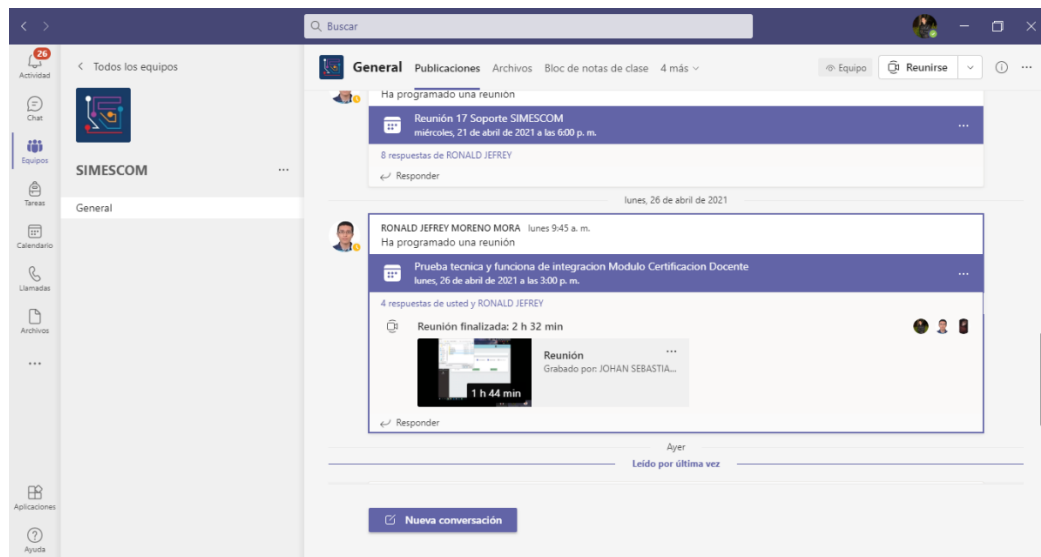 Buscar
26
Actividad
Chat
Equipos
Tareas
Calendario
Llamadas
Archivos
Aplicaciones
Ayuda
Todos los equipos
SIMESCOM
General
General Publicaciones Archivos Bloc de notas de clase 4 más
Equipo
Reunirse
Ha programado una reunión
Reunión 17 Soporte SIMESCOM
miércoles, 21 de abril de 2021 a las 6:00 p. m.
8 respuestas de RONALD JEFREY
Responder
lunes, 26 de abril de 2021
RONALD JEFREY MORENO MORA lunes 9:45 a. m.
Ha programado una reunión
Prueba tecnica y funciona de integracion Modulo Certificacion Docente
lunes, 26 de abril de 2021 a las 3:00 p. m.
4 respuestas de usted y RONALD JEFREY
Reunión finalizada: 2 h 32 min
1 h 44 min
Reunión
Grabado por: JOHAN SEBASTIA...
Responder
Ayer
Leído por última vez
Nueva conversación